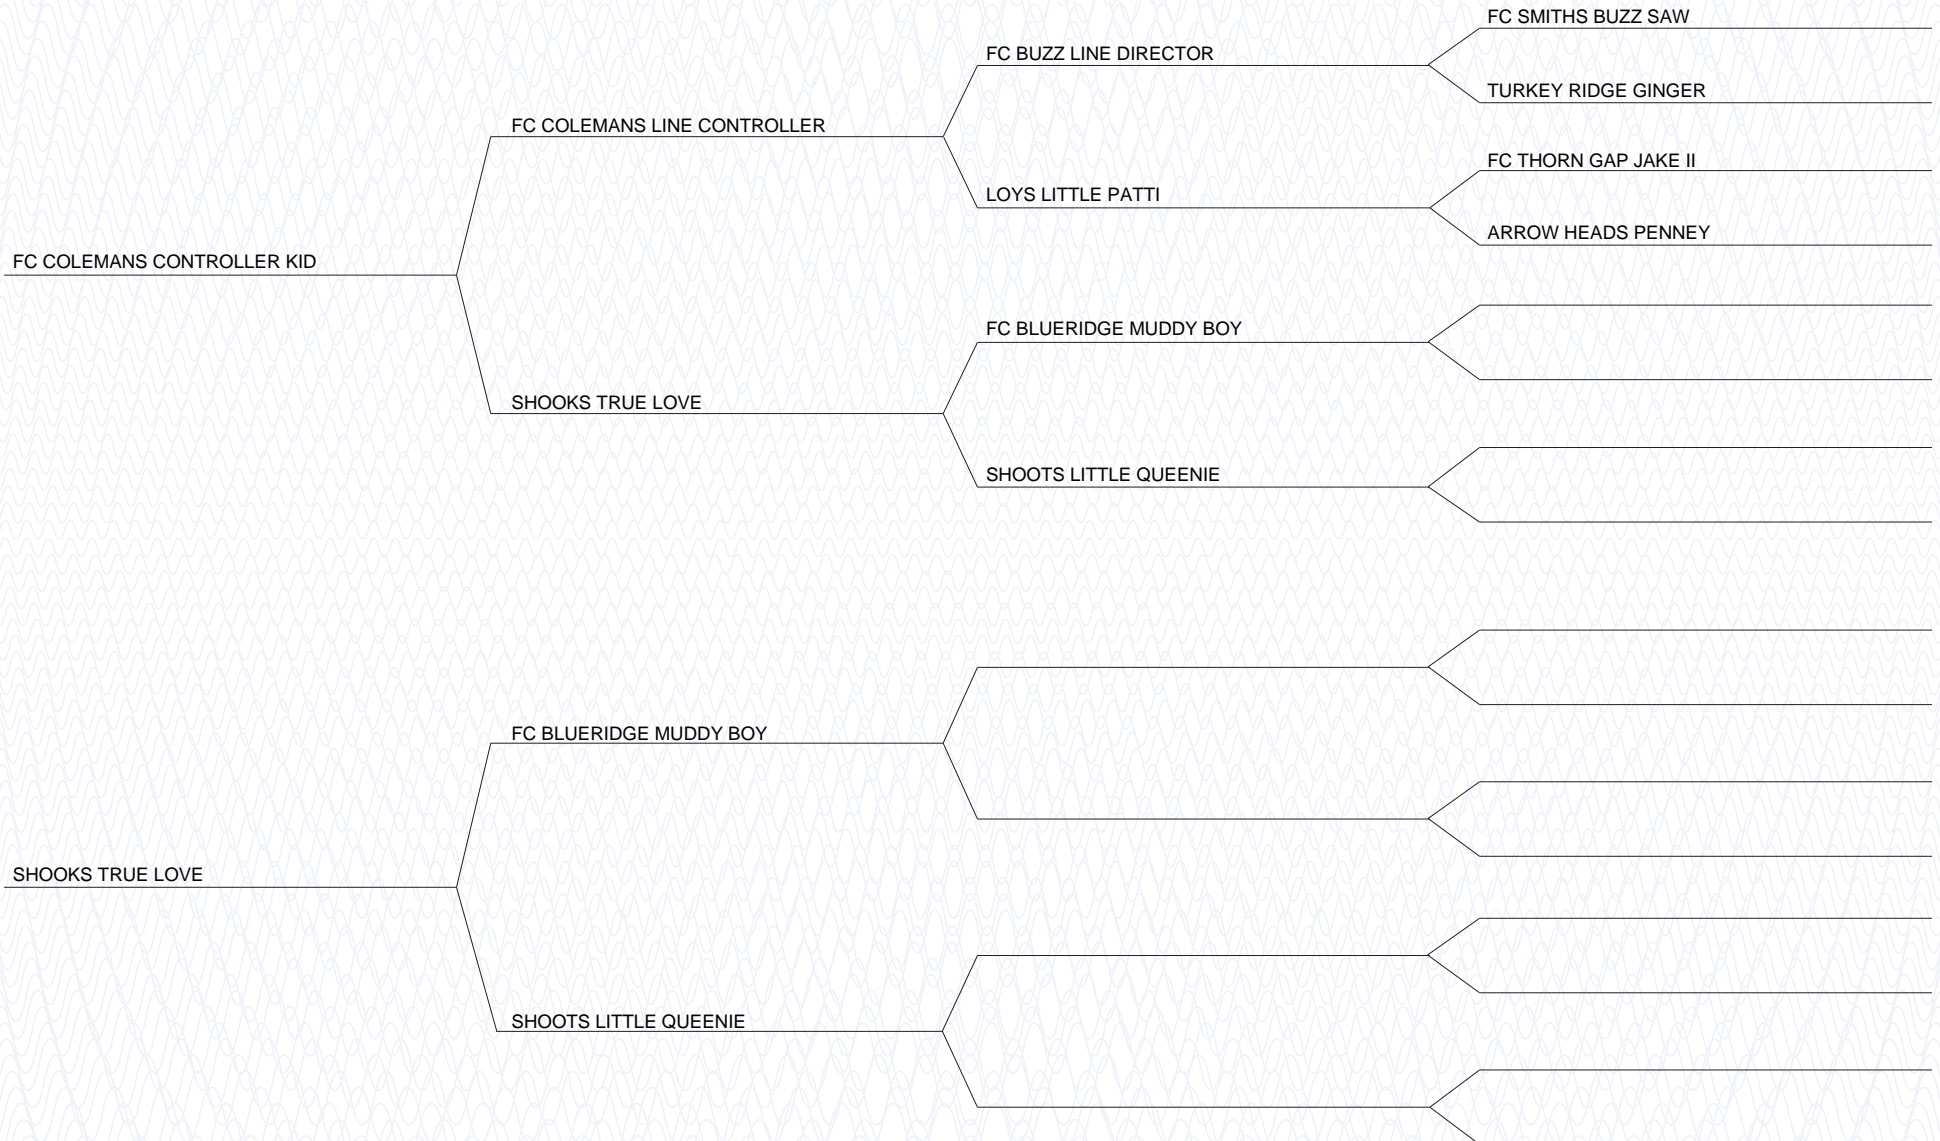 FC SMITHS BUZZ SAW
FC BUZZ LINE DIRECTOR
TURKEY RIDGE GINGER
FC COLEMANS LINE CONTROLLER
FC THORN GAP JAKE II
LOYS LITTLE PATTI
ARROW HEADS PENNEY
FC COLEMANS CONTROLLER KID
FC BLUERIDGE MUDDY BOY
SHOOKS TRUE LOVE
SHOOTS LITTLE QUEENIE
FC BLUERIDGE MUDDY BOY
SHOOKS TRUE LOVE
SHOOTS LITTLE QUEENIE